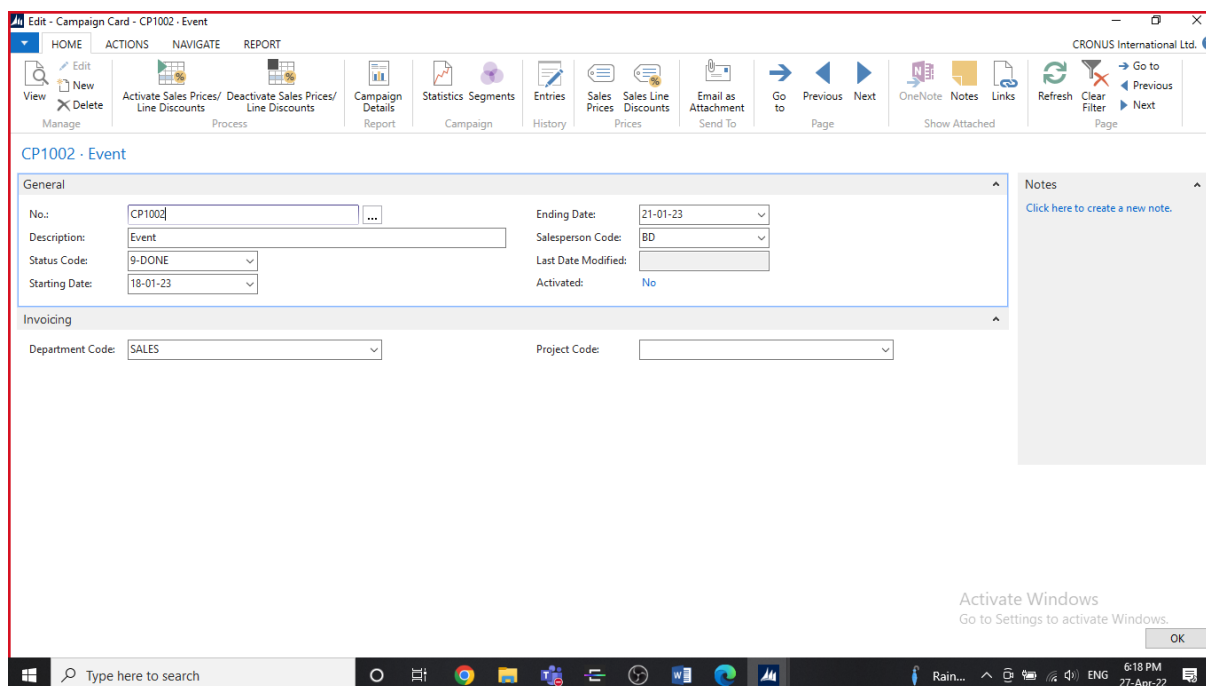 Edit - Campaign Card - CP1002 · Event
HOME ACTIONS NAVIGATE REPORT CRONUS International Ltd.
View Edit New Delete
Activate Sales Prices/ Line Discounts Deactivate Sales Prices/ Line Discounts
Campaign Details
Statistics Segments
Entries
Sales Prices Sales Line Discounts
Email as Attachment
Go to Previous Next
OneNote Notes Links
Refresh Clear Filter Go to Previous Next
Manage Process Report Campaign History Prices Send To Page Show Attached Page
CP1002 · Event
General
No.: CP1002 ... Ending Date: 21-01-23
Description: Event Salesperson Code: BD
Status Code: 9-DONE Last Date Modified:
Starting Date: 18-01-23 Activated: No
Invoicing
Department Code: SALES Project Code:
Notes
Click here to create a new note.
Activate Windows
Go to Settings to activate Windows.
OK
Type here to search Rain... ENG 6:18 PM
27-Apr-22